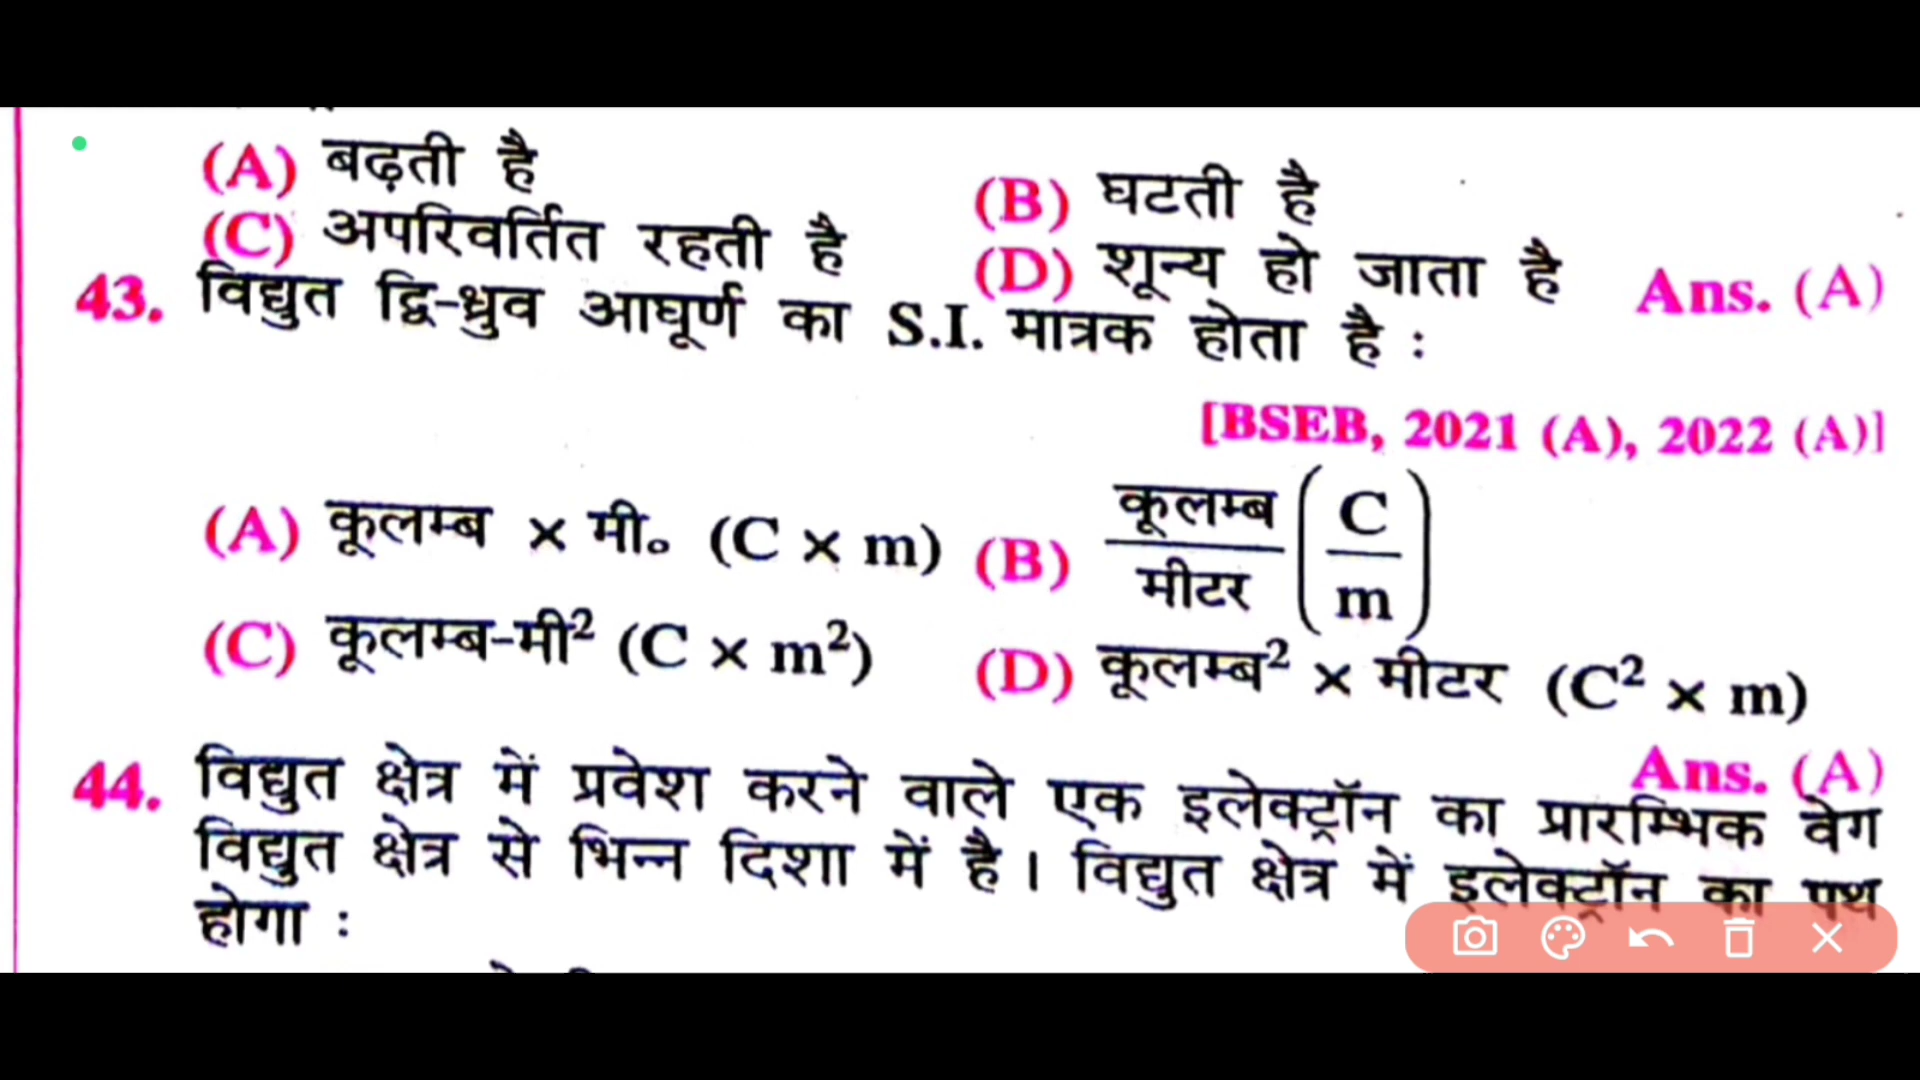 (A) बढ़ती है (B) घटती है
(C) अपरिवर्तित रहती है (D) शून्य हो जाता है Ans. (A)
43. विद्युत द्वि-ध्रुव आघूर्ण का S.I. मात्रक होता है :
[BSEB, 2021 (A), 2022 (A)]
(A) कूलम्ब × मी॰ (C × m) (B) कूलम्ब/मीटर (C/m)
(C) कूलम्ब-मी² (C × m²) (D) कूलम्ब² × मीटर (C² × m)
Ans. (A)
44. विद्युत क्षेत्र में प्रवेश करने वाले एक इलेक्ट्रॉन का प्रारम्भिक वेग
विद्युत क्षेत्र से भिन्न दिशा में है। विद्युत क्षेत्र में इलेक्ट्रॉन का पथ
होगा :